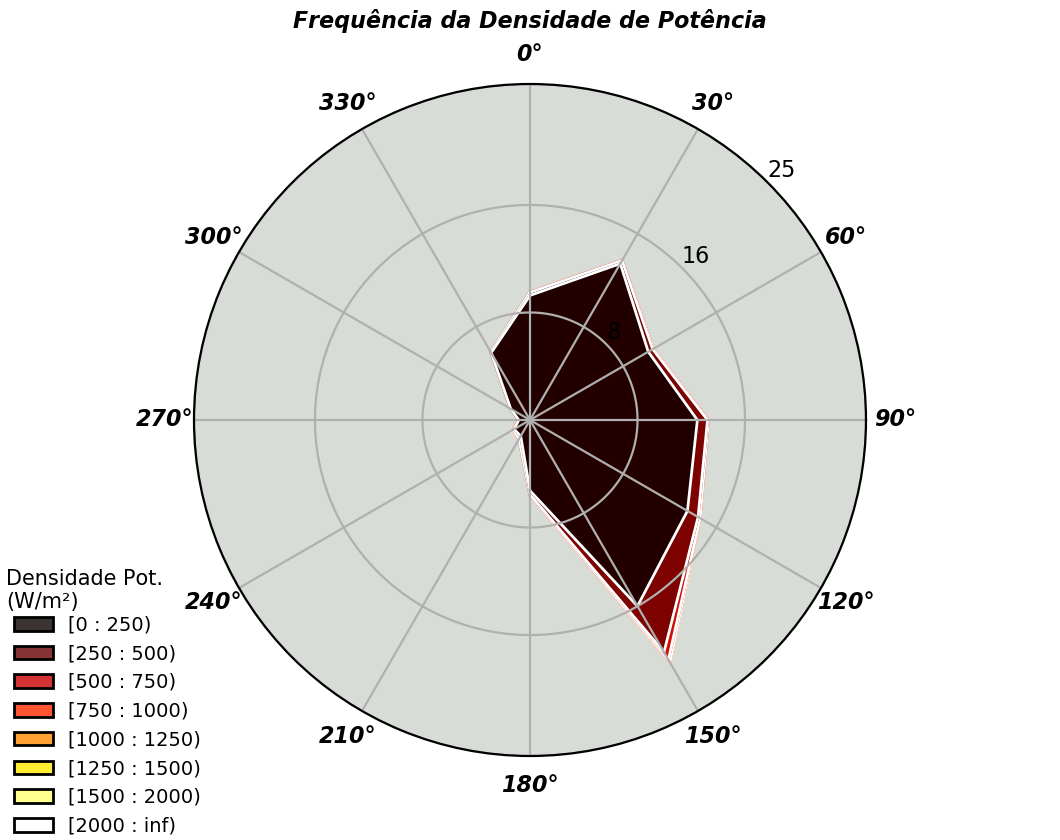 Frequência da Densidade de Potência
0°
330°
30°
25
300°
60°
16
8
270°
90°
240°
120°
210°
150°
180°
Densidade Pot.
(W/m²)
[0 : 250)
[250 : 500)
[500 : 750)
[750 : 1000)
[1000 : 1250)
[1250 : 1500)
[1500 : 2000)
[2000 : inf)